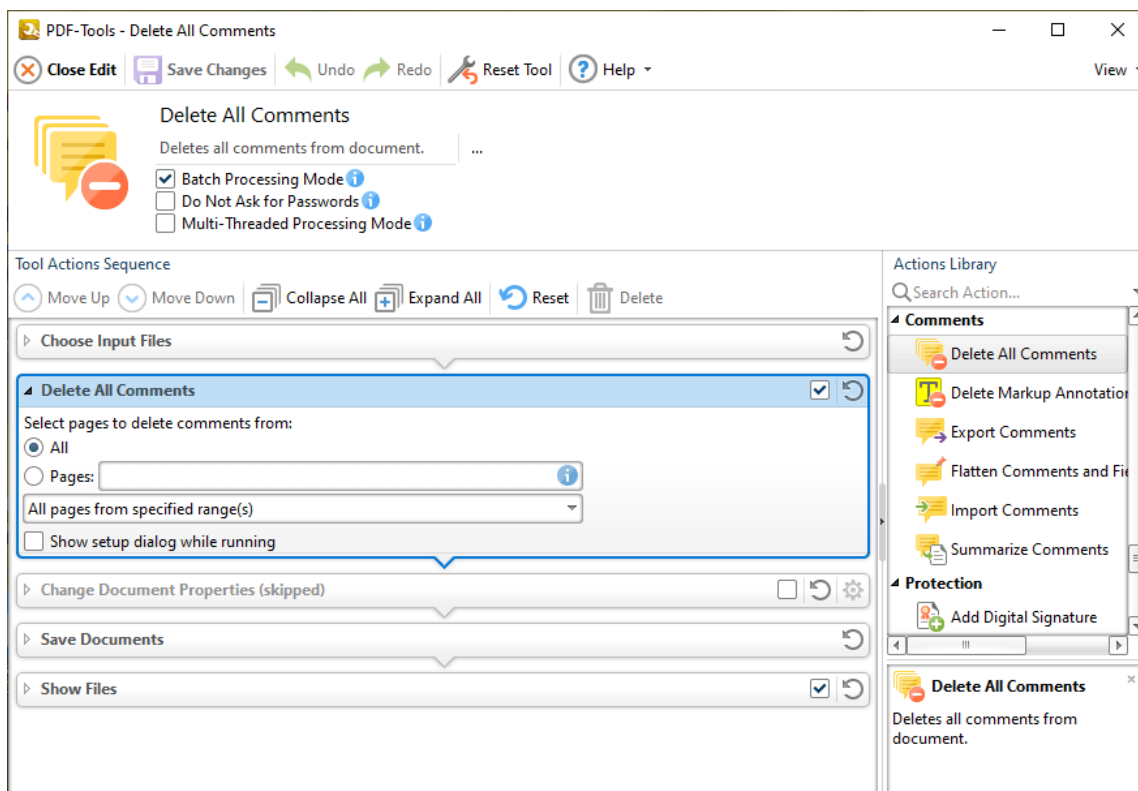 PDF-Tools - Delete All Comments
Close Edit Save Changes Undo Redo Reset Tool ? Help View
Delete All Comments
Deletes all comments from document. ...
Batch Processing Mode i
Do Not Ask for Passwords i
Multi-Threaded Processing Mode i
Tool Actions Sequence
Move Up Move Down Collapse All Expand All Reset Delete
Choose Input Files
Delete All Comments
Select pages to delete comments from:
All
Pages: i
All pages from specified range(s)
Show setup dialog while running
Change Document Properties (skipped)
Save Documents
Show Files
Actions Library
Search Action...
Comments
Delete All Comments
T Delete Markup Annotation
Export Comments
Flatten Comments and Fie
Import Comments
Summarize Comments
Protection
Add Digital Signature
Delete All Comments
Deletes all comments from
document.